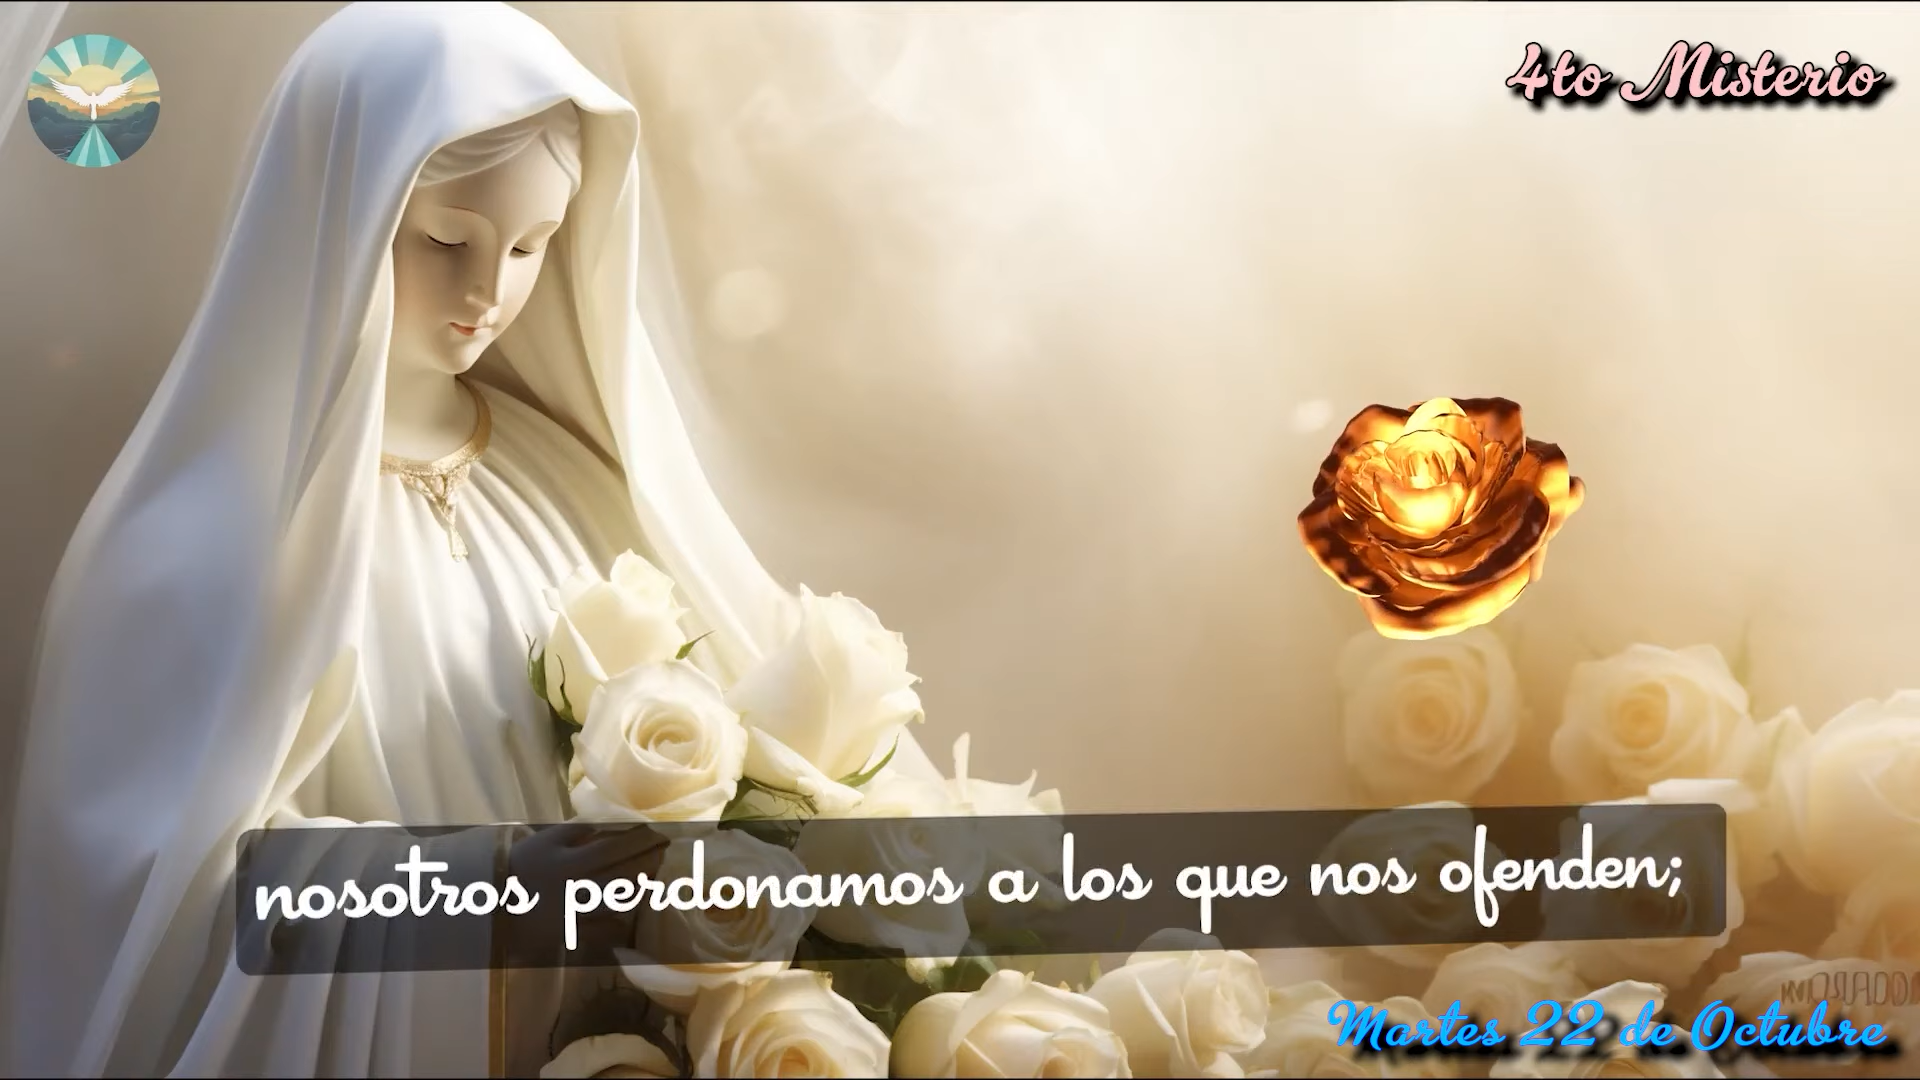 4to Misterio
nosotros perdonamos a los que nos ofenden;
Martes 22 de Octubre